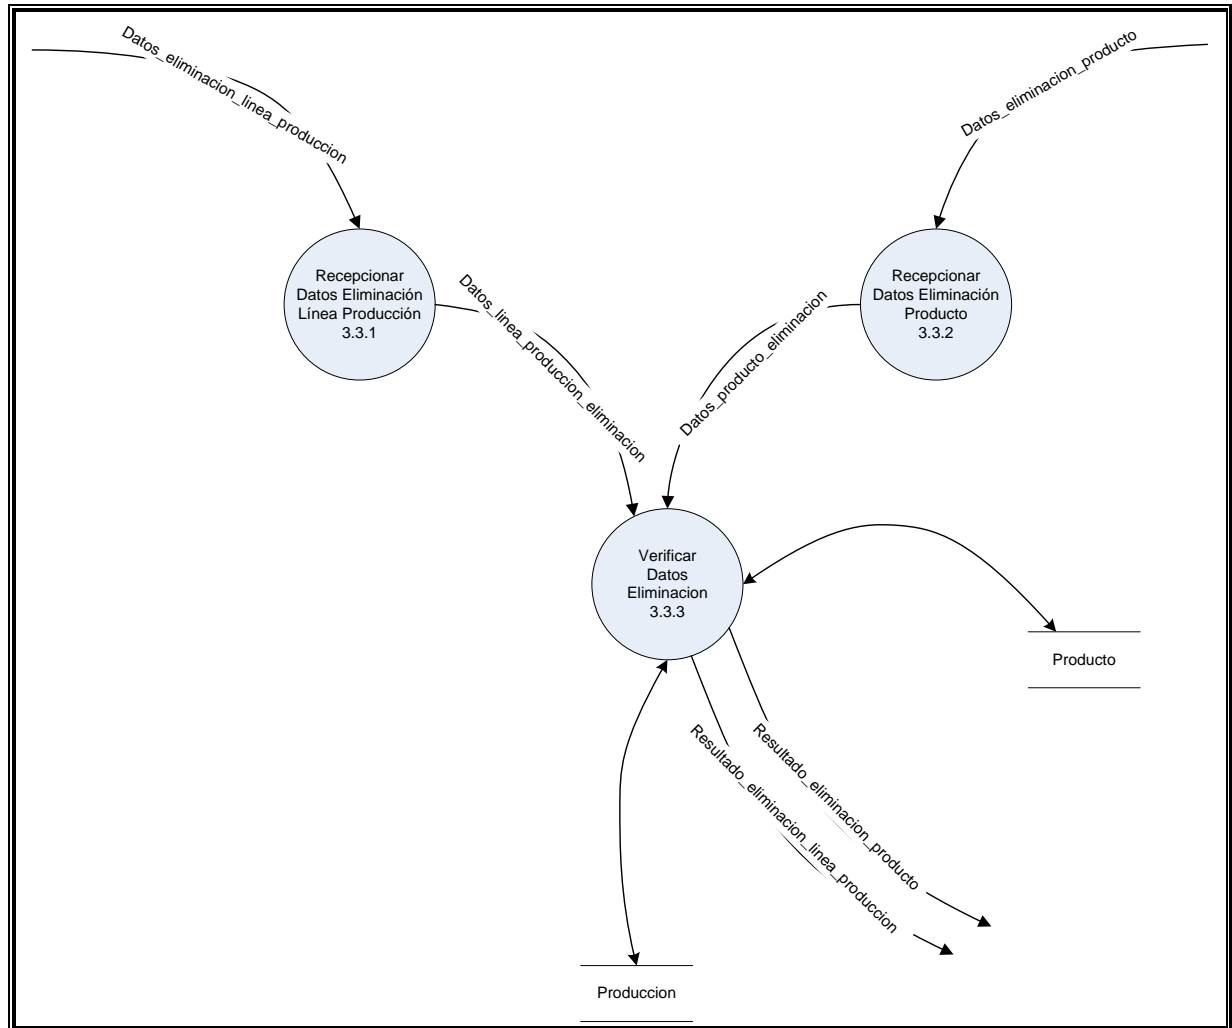 Datos_eliminacion_linea_produccion
Datos_eliminacion_producto
Recepcionar
Datos Eliminación
Línea Producción
3.3.1
Recepcionar
Datos Eliminación
Producto
3.3.2
Datos_linea_produccion_eliminacion
Datos_producto_eliminacion
Verificar
Datos
Eliminacion
3.3.3
Producto
Resultado_eliminacion_producto
Resultado_eliminacion_linea_produccion
Produccion